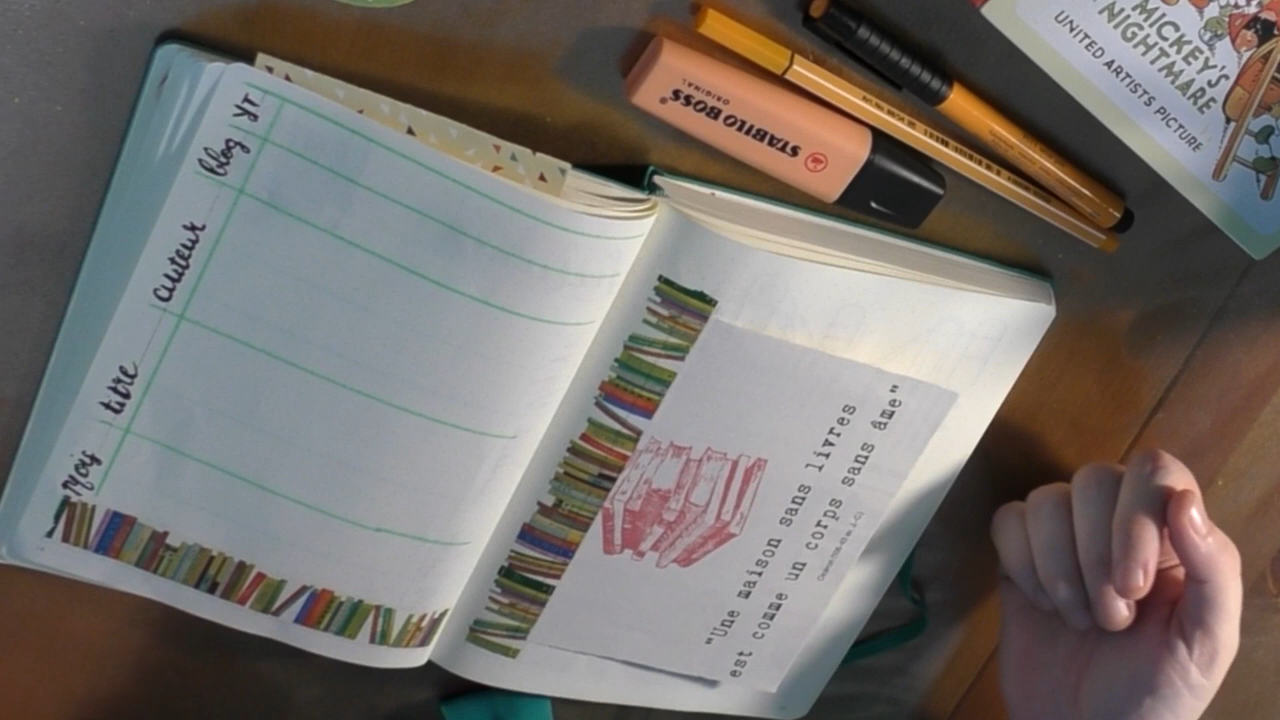 Mois titre auteur blog YT
"Une maison sans livres
est comme un corps sans âme"
STABILO BOSS
ORIGINAL
MICKEY'S
NIGHTMARE
UNITED ARTISTS PICTURE